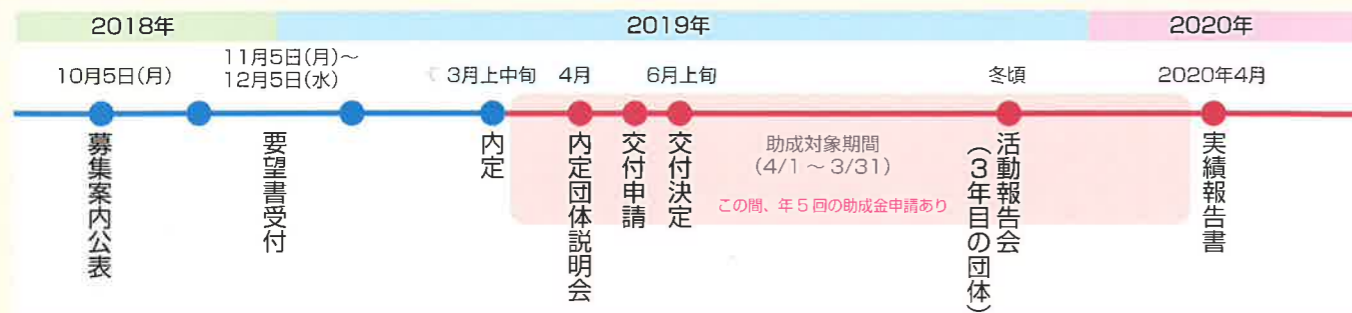 2018年
2019年
2020年
10月5日(月)
11月5日(月)～
12月5日(水)
3月上中旬
4月
6月上旬
冬頃
2020年4月
募集案内公表
要望書受付
内定
内定団体説明会
交付申請
交付決定
助成対象期間
(4/1 ～ 3/31)
この間、年5回の助成金申請あり
活動報告会
(3年目の団体)
実績報告書